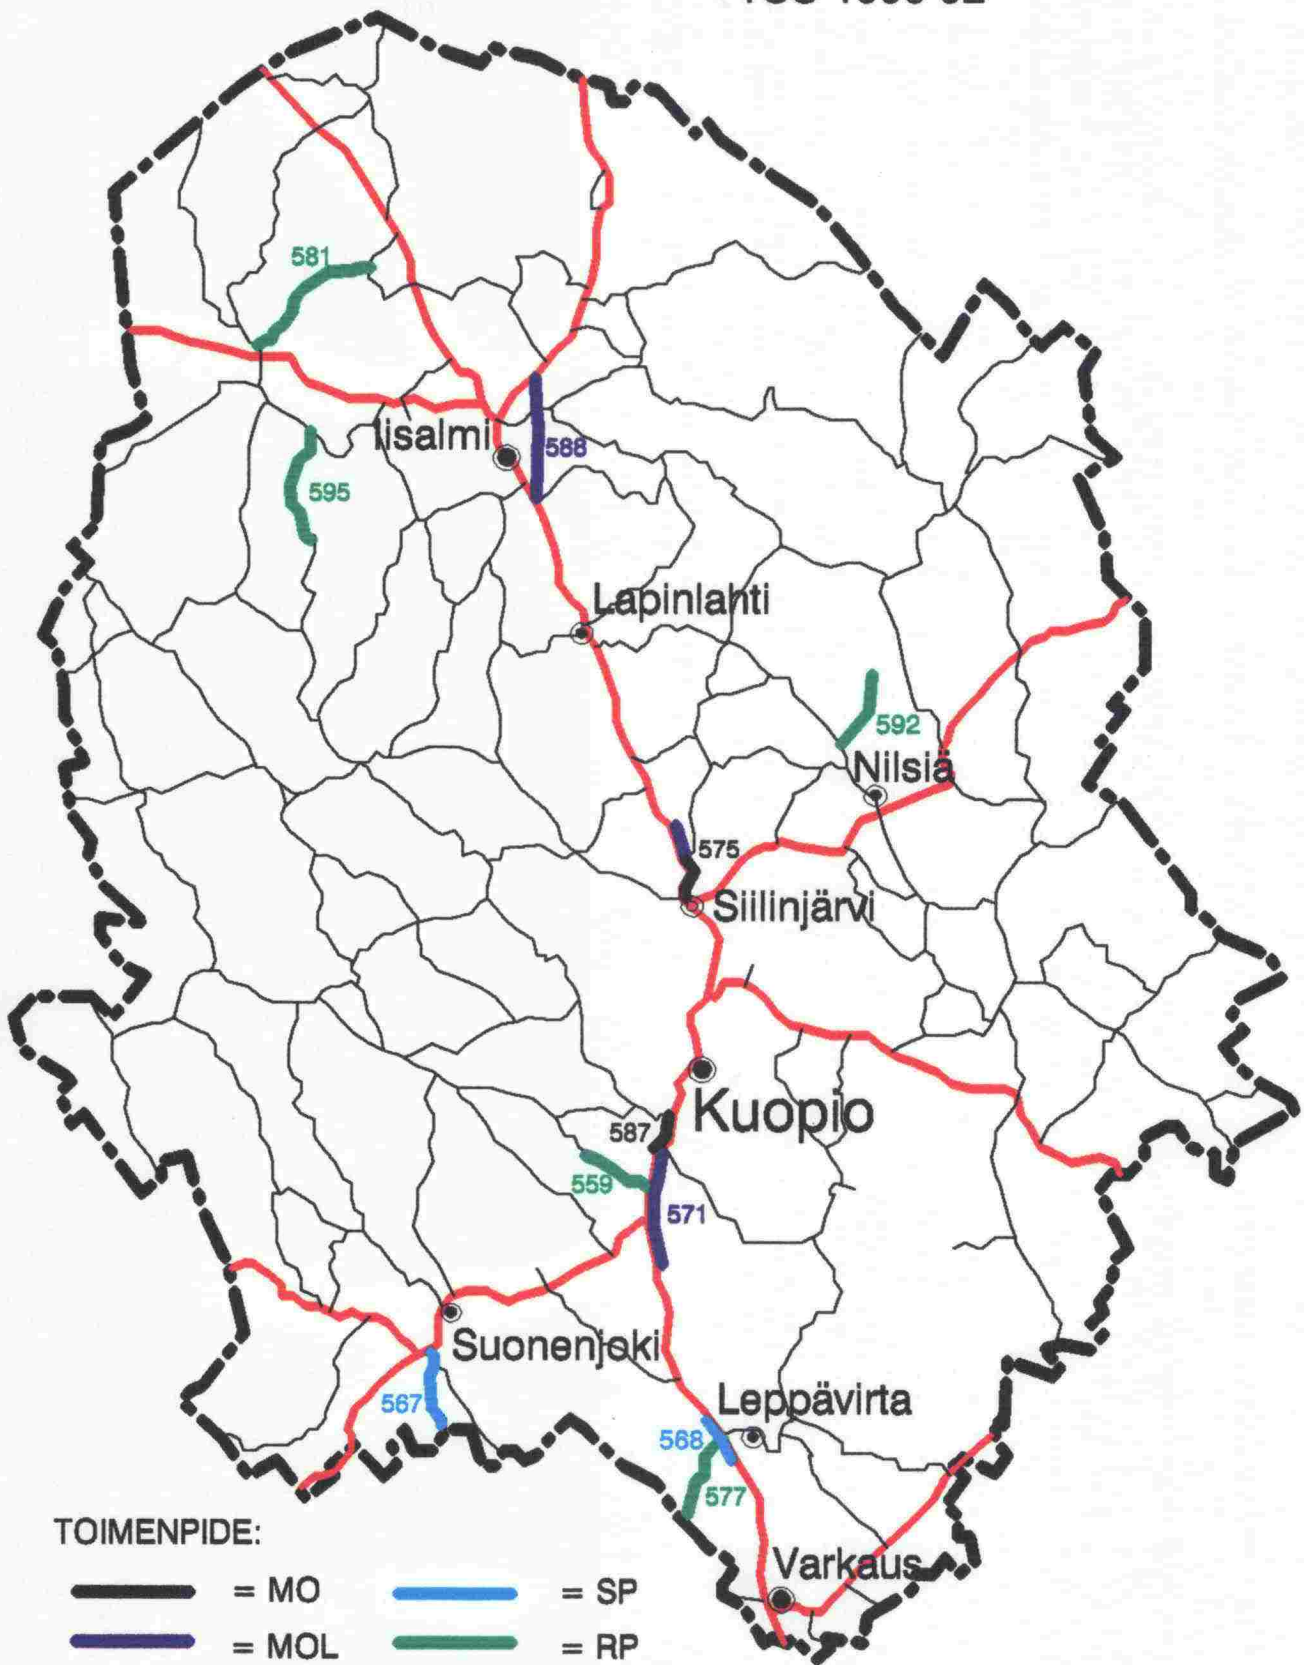 581
Iisalmi
588
595
Lapinlahti
592
Nilsiä
575
Siilinjärvi
Kuopio
587
559
571
Suonenjoki
567
Leppävirta
568
577
Varkaus
TOIMENPIDE:
= MO
= SP
= MOL
= RP